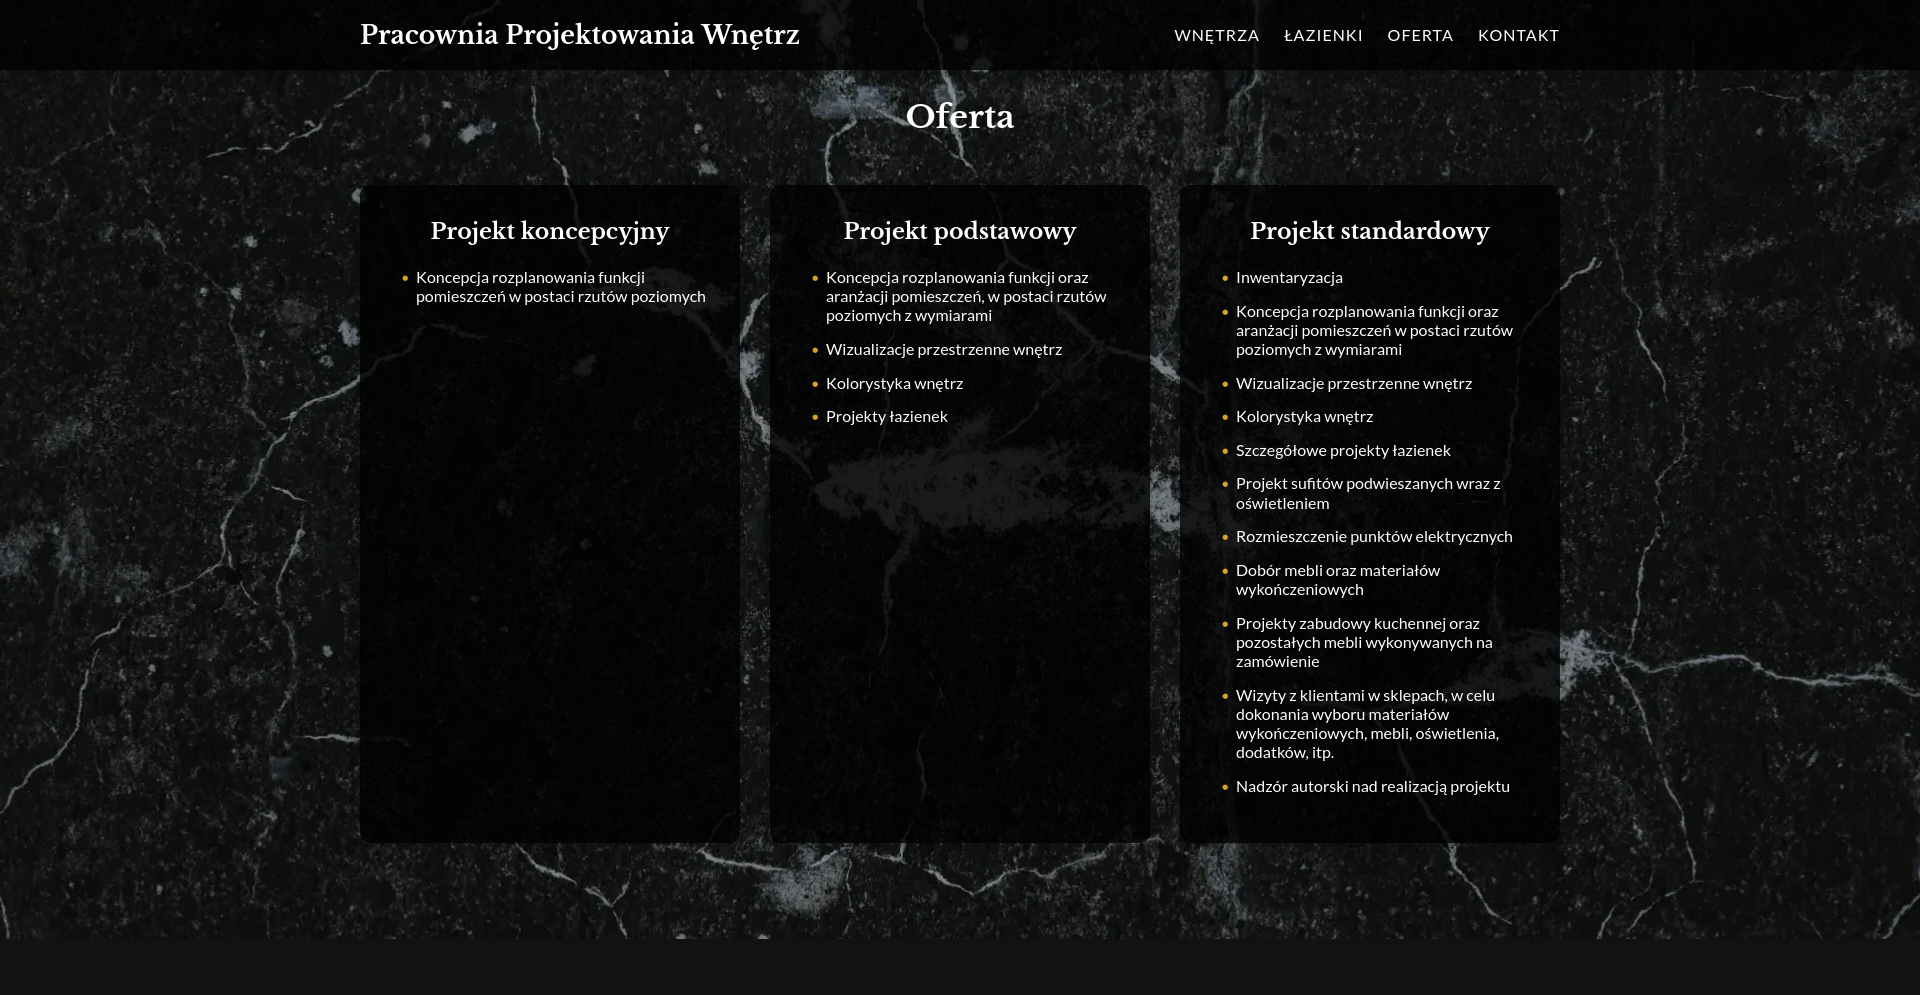 Pracownia Projektowania Wnętrz
WNĘTRZA ŁAZIENKI OFERTA KONTAKT
Oferta
Projekt koncepcyjny
Koncepcja rozplanowania funkcji
pomieszczeń w postaci rzutów poziomych
Projekt podstawowy
Koncepcja rozplanowania funkcji oraz
aranżacji pomieszczeń, w postaci rzutów
poziomych z wymiarami
Wizualizacje przestrzenne wnętrz
Kolorystyka wnętrz
Projekty łazienek
Projekt standardowy
Inwentaryzacja
Koncepcja rozplanowania funkcji oraz
aranżacji pomieszczeń w postaci rzutów
poziomych z wymiarami
Wizualizacje przestrzenne wnętrz
Kolorystyka wnętrz
Szczegółowe projekty łazienek
Projekt sufitów podwieszanych wraz z
oświetleniem
Rozmieszczenie punktów elektrycznych
Dobór mebli oraz materiałów
wykończeniowych
Projekty zabudowy kuchennej oraz
pozostałych mebli wykonywanych na
zamówienie
Wizyty z klientami w sklepach, w celu
dokonania wyboru materiałów
wykończeniowych, mebli, oświetlenia,
dodatków, itp.
Nadzór autorski nad realizacją projektu